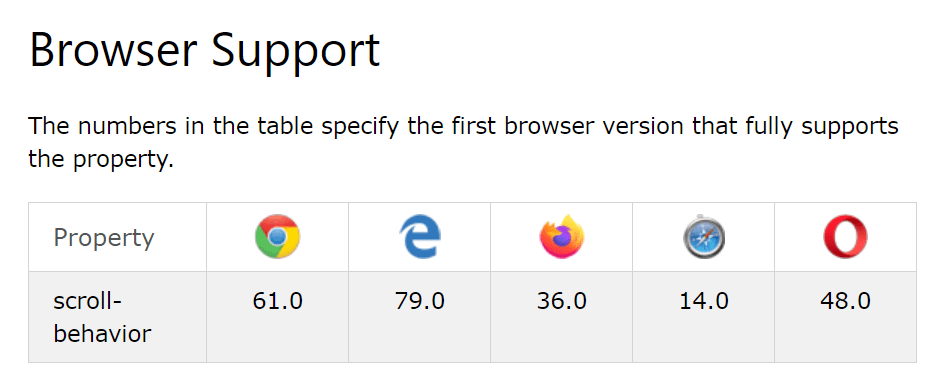 Browser Support
The numbers in the table specify the first browser version that fully supports
the property.
Property
scroll- 61.0 79.0 36.0 14.0 48.0
behavior